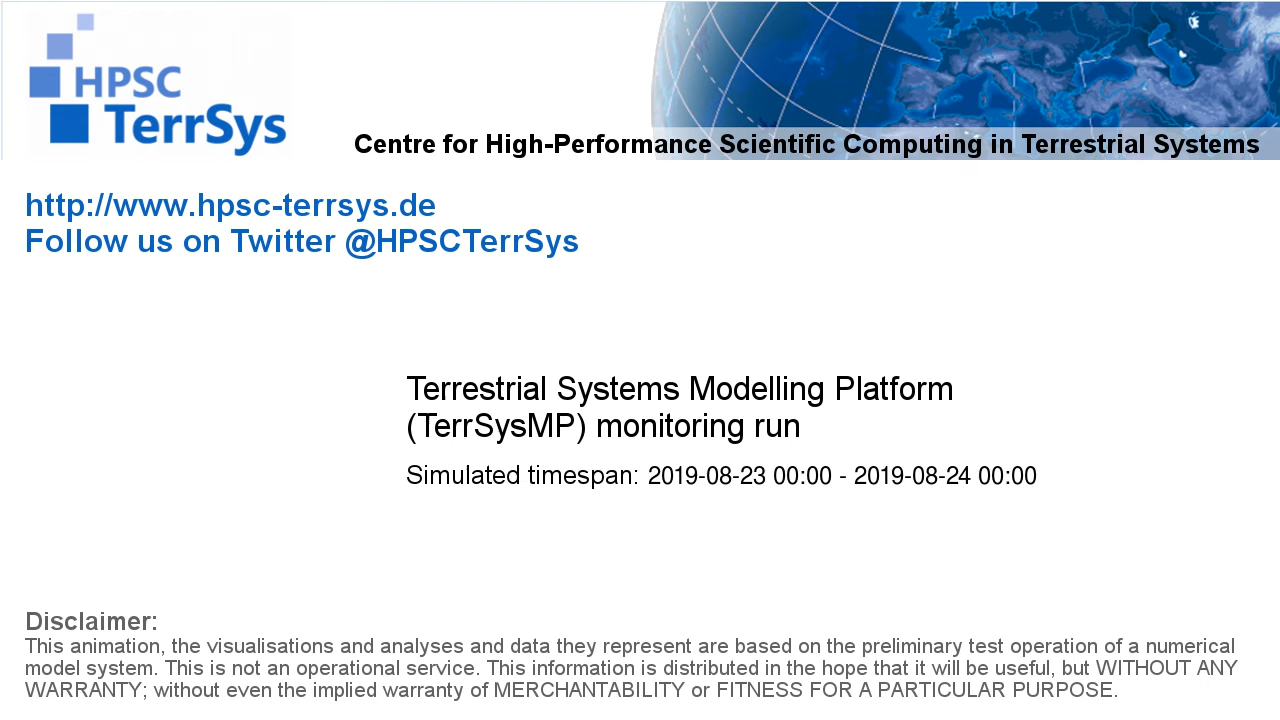 HPSC
TerrSys
Centre for High-Performance Scientific Computing in Terrestrial Systems
http://www.hpsc-terrsys.de
Follow us on Twitter @HPSCTerrSys
Terrestrial Systems Modelling Platform
(TerrSysMP) monitoring run
Simulated timespan: 2019-08-23 00:00 - 2019-08-24 00:00
Disclaimer:
This animation, the visualisations and analyses and data they represent are based on the preliminary test operation of a numerical
model system. This is not an operational service. This information is distributed in the hope that it will be useful, but WITHOUT ANY
WARRANTY; without even the implied warranty of MERCHANTABILITY or FITNESS FOR A PARTICULAR PURPOSE.